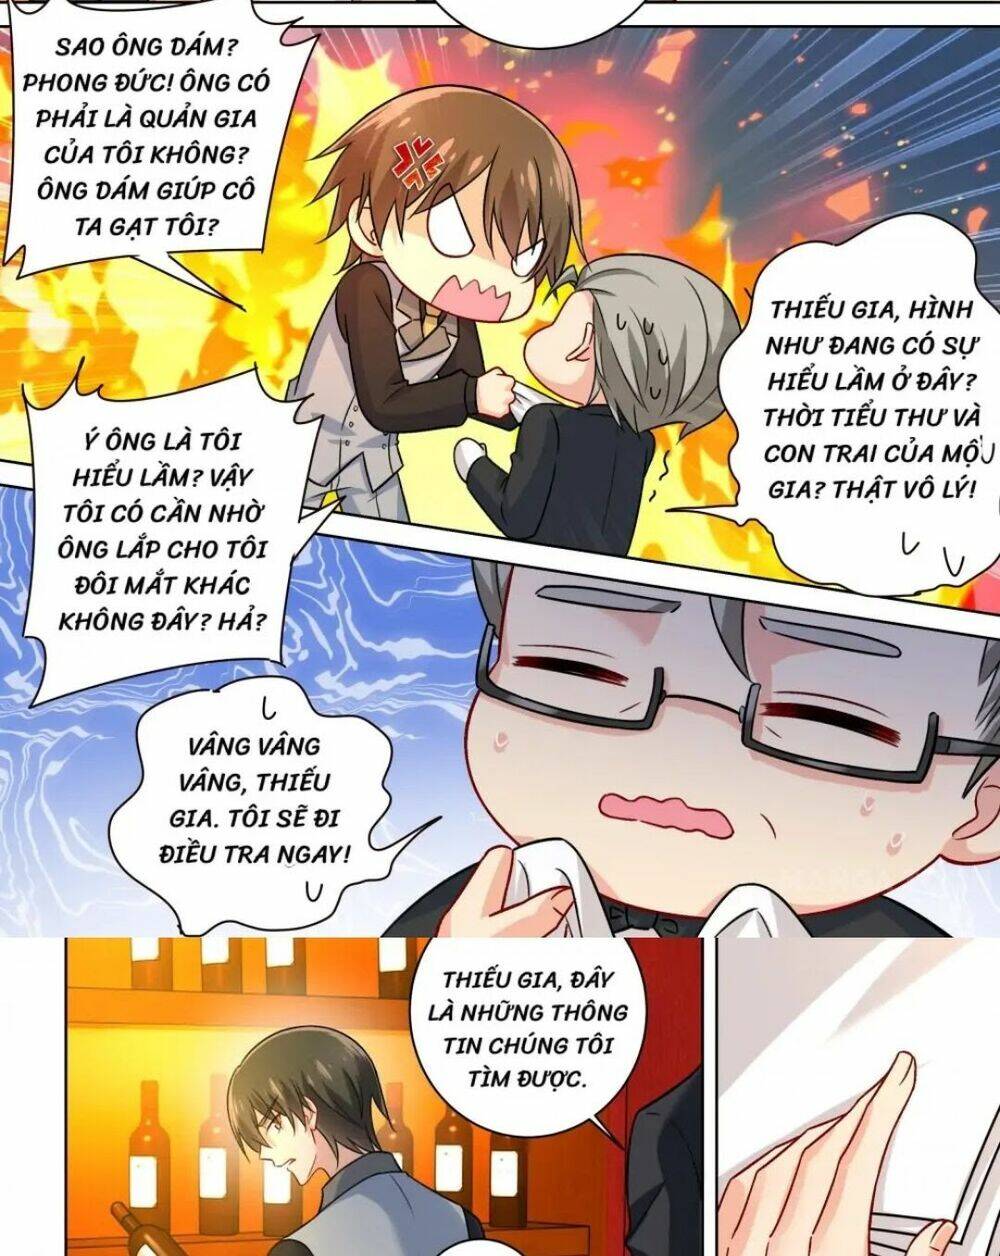 SAO ÔNG DÁM?
PHONG ĐỨC! ÔNG CÓ
PHẢI LÀ QUẢN GIA
CỦA TÔI KHÔNG?
ÔNG DÁM GIÚP CÔ
TA GẠT TÔI?
THIẾU GIA, HÌNH
NHƯ ĐANG CÓ SỰ
HIỂU LẦM Ở ĐÂY?
THỜI TIỂU THƯ VÀ
CON TRAI CỦA MỘ
GIA? THẬT VÔ LÝ!
Ý ÔNG LÀ TÔI
HIỂU LẦM? VẬY
TÔI CÓ CẦN NHỜ
ÔNG LẮP CHO TÔI
ĐÔI MẮT KHÁC
KHÔNG ĐÂY? HẢ?
VÂNG VÂNG
VÂNG, THIẾU
GIA. TÔI SẼ ĐI
ĐIỀU TRA NGAY!
THIẾU GIA, ĐÂY
LÀ NHỮNG THÔNG
TIN CHÚNG TÔI
TÌM ĐƯỢC.